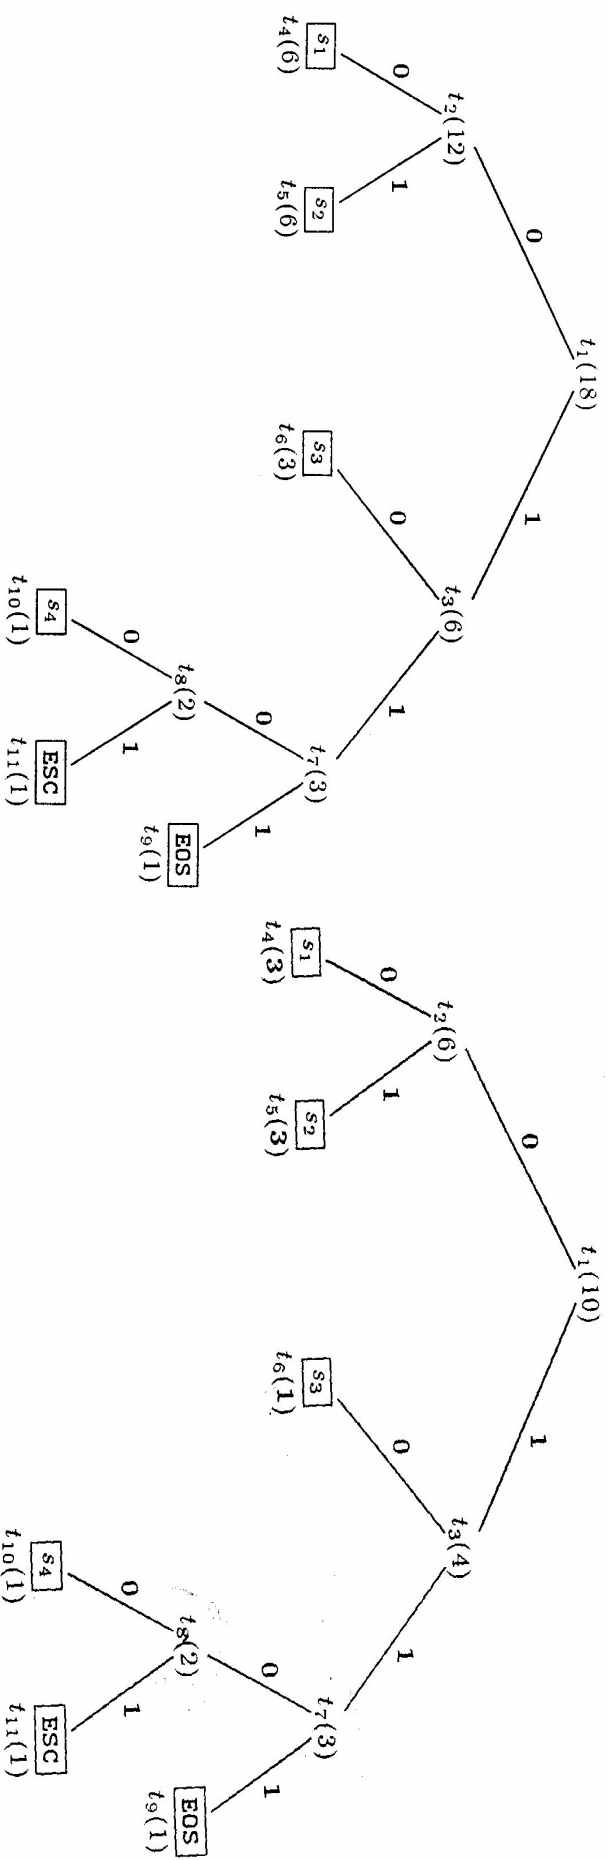 t₁(18)
0 1
t₂(12) t₃(6)
0 1 0 1
s₁ s₂ s₃ t₇(3)
t₄(6) t₅(6) t₆(3)
0 1
t₈(2) EOS
t₉(1)
0 1
s₄ ESC
t₁₀(1) t₁₁(1)
t₁(10)
0 1
t₂(6) t₃(4)
0 1 0 1
s₁ s₂ s₃ t₇(3)
t₄(3) t₅(3) t₆(1)
0 1
t₈(2) EOS
t₉(1)
0 1
s₄ ESC
t₁₀(1) t₁₁(1)